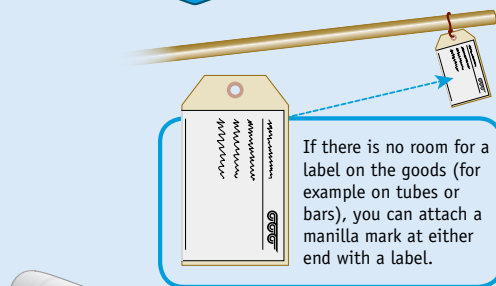 If there is no room for a
label on the goods (for
example on tubes or
bars), you can attach a
manilla mark at either
end with a label.